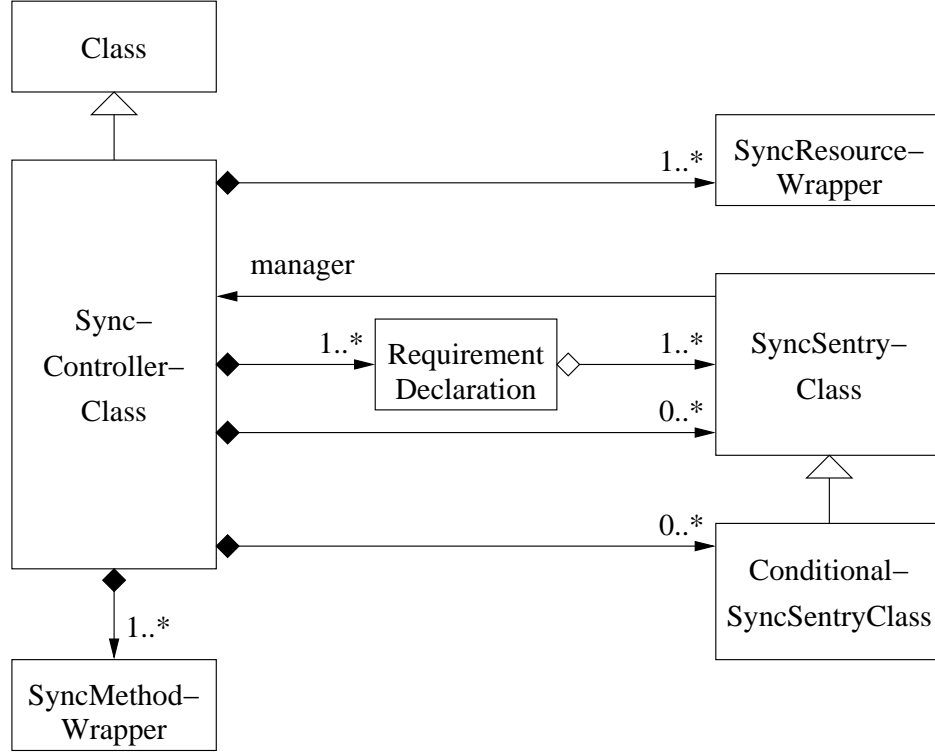 Class
1..*
SyncResource–
Wrapper
manager
Sync–
Controller–
Class
1..*
Requirement
Declaration
1..*
SyncSentry–
Class
0..*
0..*
Conditional–
SyncSentryClass
1..*
SyncMethod–
Wrapper